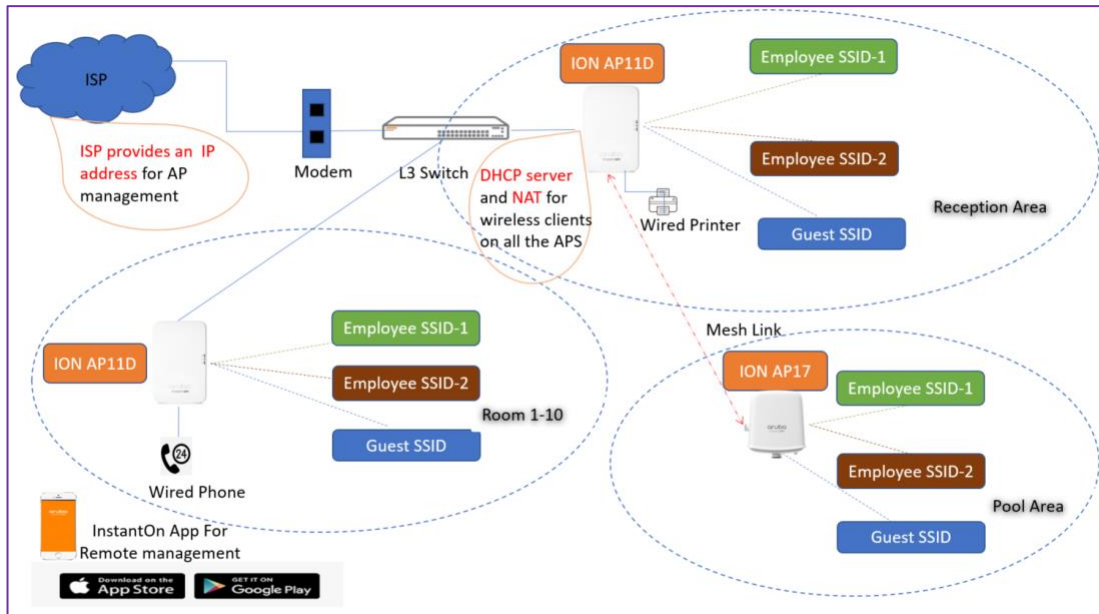 ISP
ISP provides an IP
address for AP
management
Modem
L3 Switch
DHCP server
and NAT for
wireless clients
on all the APS
ION AP11D
Wired Printer
Employee SSID-1
Employee SSID-2
Guest SSID
Reception Area
Mesh Link
ION AP11D
Employee SSID-1
Employee SSID-2
Guest SSID
Room 1-10
24
Wired Phone
ION AP17
aruba
Employee SSID-1
Employee SSID-2
Guest SSID
Pool Area
InstantOn App For
Remote management
Download on the
App Store
GET IT ON
Google Play